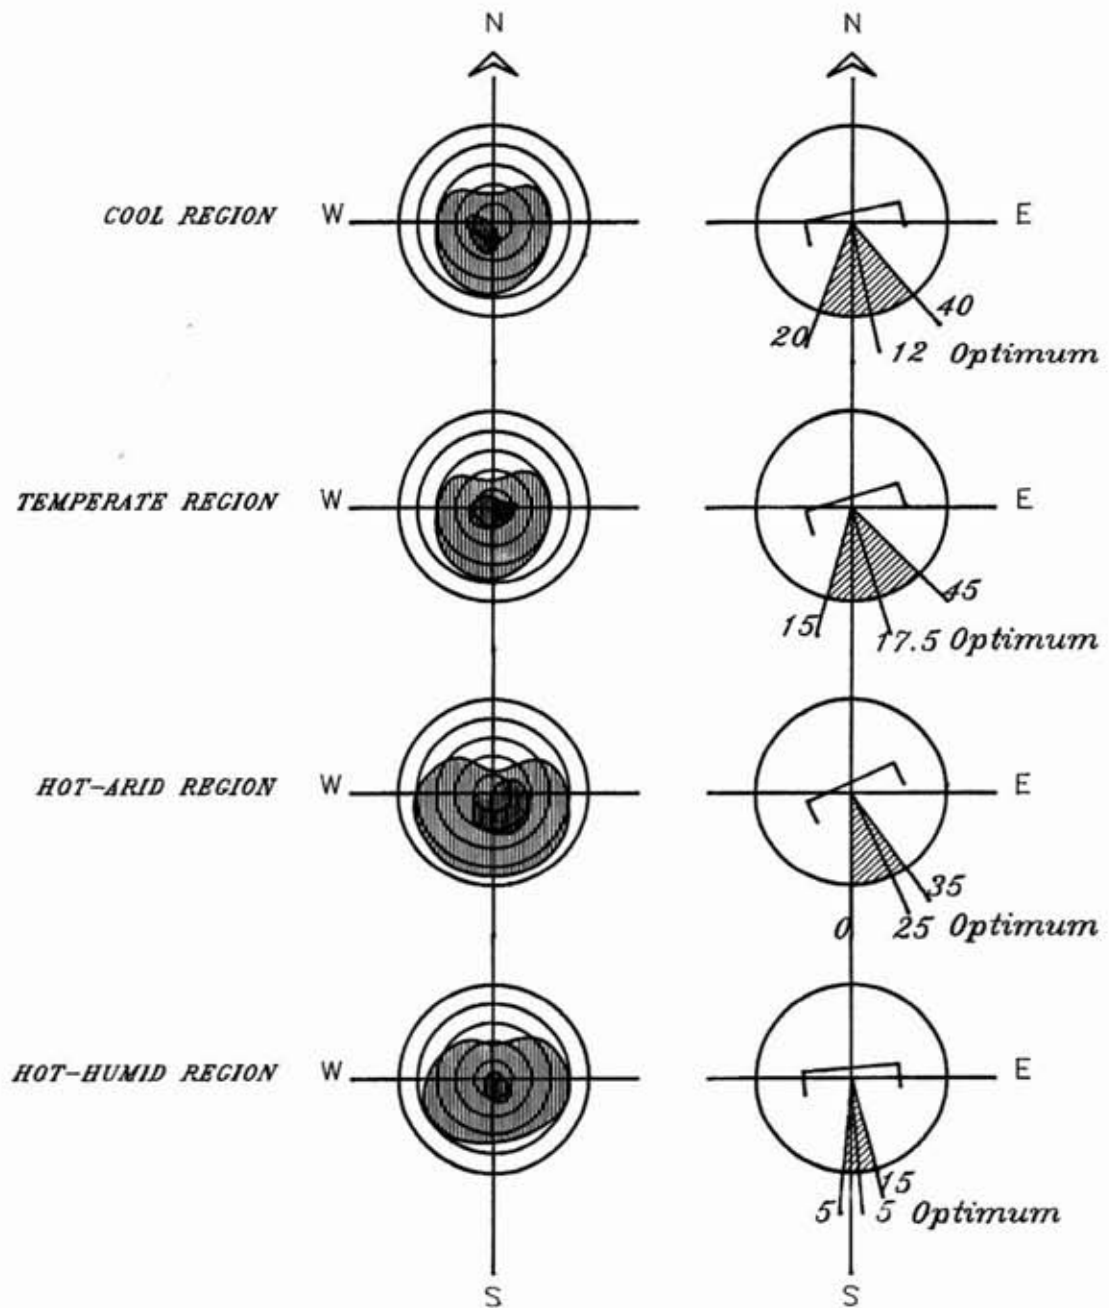 N N
COOL REGION W E
40
20
12 Optimum
TEMPERATE REGION W E
45
15
17.5 Optimum
HOT-ARID REGION W E
35
0 25 Optimum
HOT-HUMID REGION W E
15
5 5 Optimum
S S